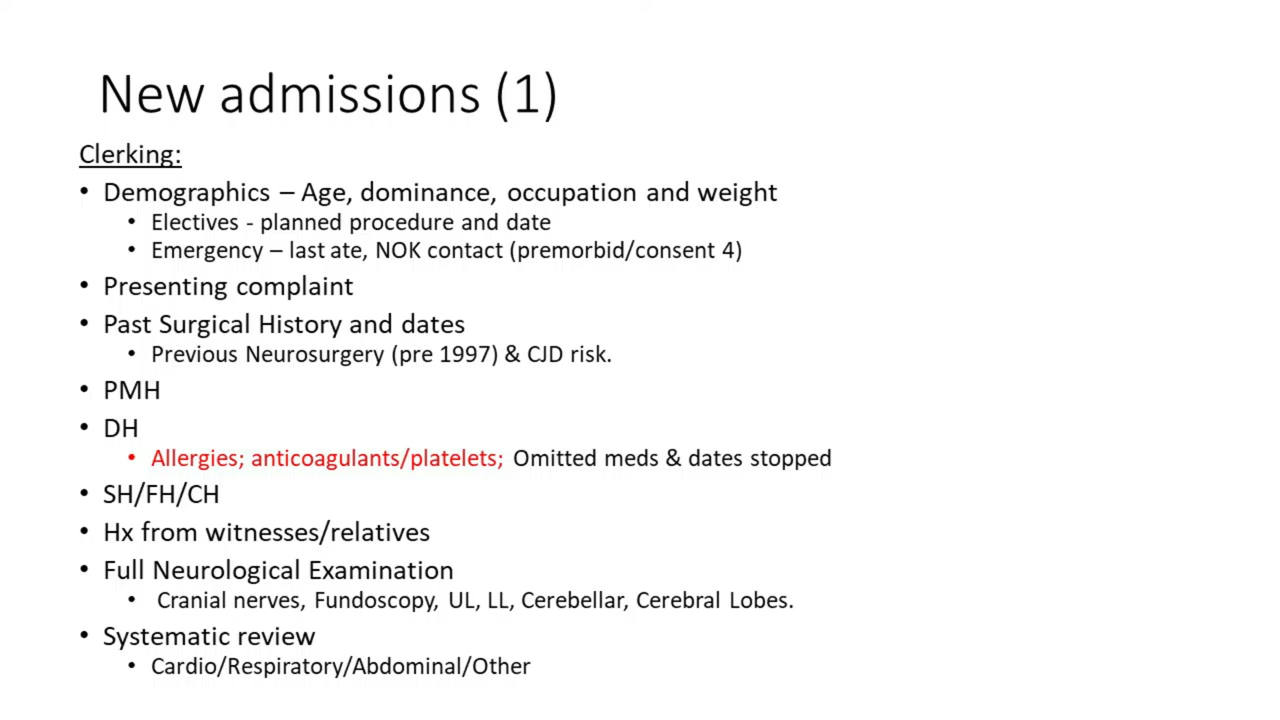 New admissions (1)
Clerking:
• Demographics – Age, dominance, occupation and weight
• Electives - planned procedure and date
• Emergency – last ate, NOK contact (premorbid/consent 4)
• Presenting complaint
• Past Surgical History and dates
• Previous Neurosurgery (pre 1997) & CJD risk.
• PMH
• DH
• Allergies; anticoagulants/platelets; Omitted meds & dates stopped
• SH/FH/CH
• Hx from witnesses/relatives
• Full Neurological Examination
• Cranial nerves, Fundoscopy, UL, LL, Cerebellar, Cerebral Lobes.
• Systematic review
• Cardio/Respiratory/Abdominal/Other